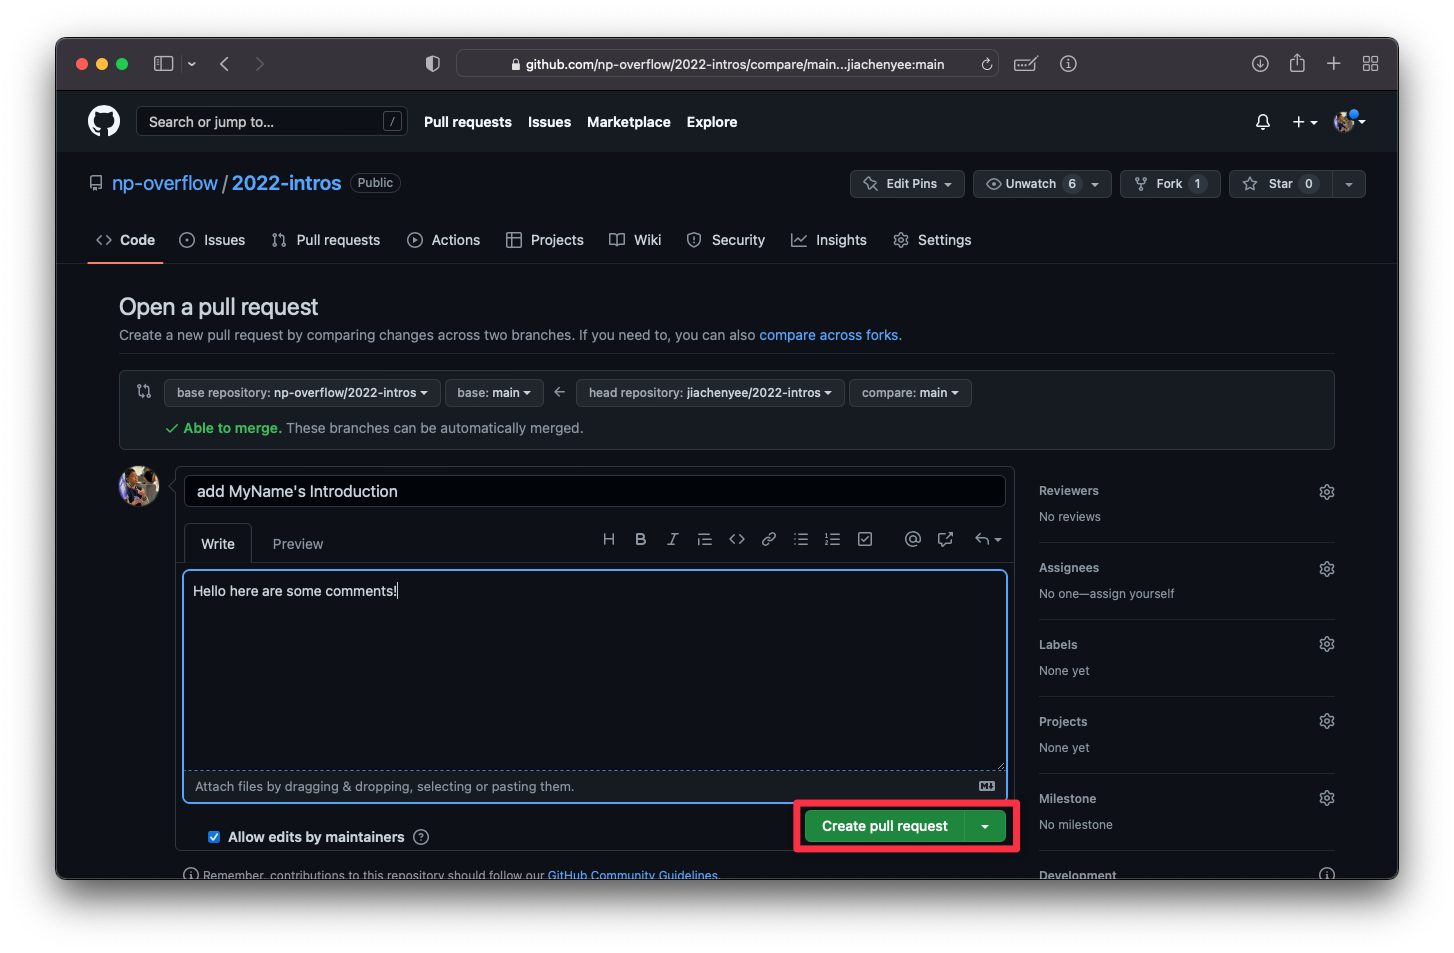 github.com/np-overflow/2022-intros/compare/main...jiachenyee:main
Search or jump to... /
Pull requests Issues Marketplace Explore
np-overflow / 2022-intros Public
Edit Pins Unwatch 6 Fork 1 Star 0
Code Issues Pull requests Actions Projects Wiki Security Insights Settings
Open a pull request
Create a new pull request by comparing changes across two branches. If you need to, you can also compare across forks.
base repository: np-overflow/2022-intros base: main ← head repository: jiachenyee/2022-intros compare: main
Able to merge. These branches can be automatically merged.
add MyName's Introduction
Write Preview
Hello here are some comments!
Attach files by dragging & dropping, selecting or pasting them.
Allow edits by maintainers
Create pull request
Remember, contributions to this repository should follow our GitHub Community Guidelines.
Reviewers
No reviews
Assignees
No one—assign yourself
Labels
None yet
Projects
None yet
Milestone
No milestone
Development